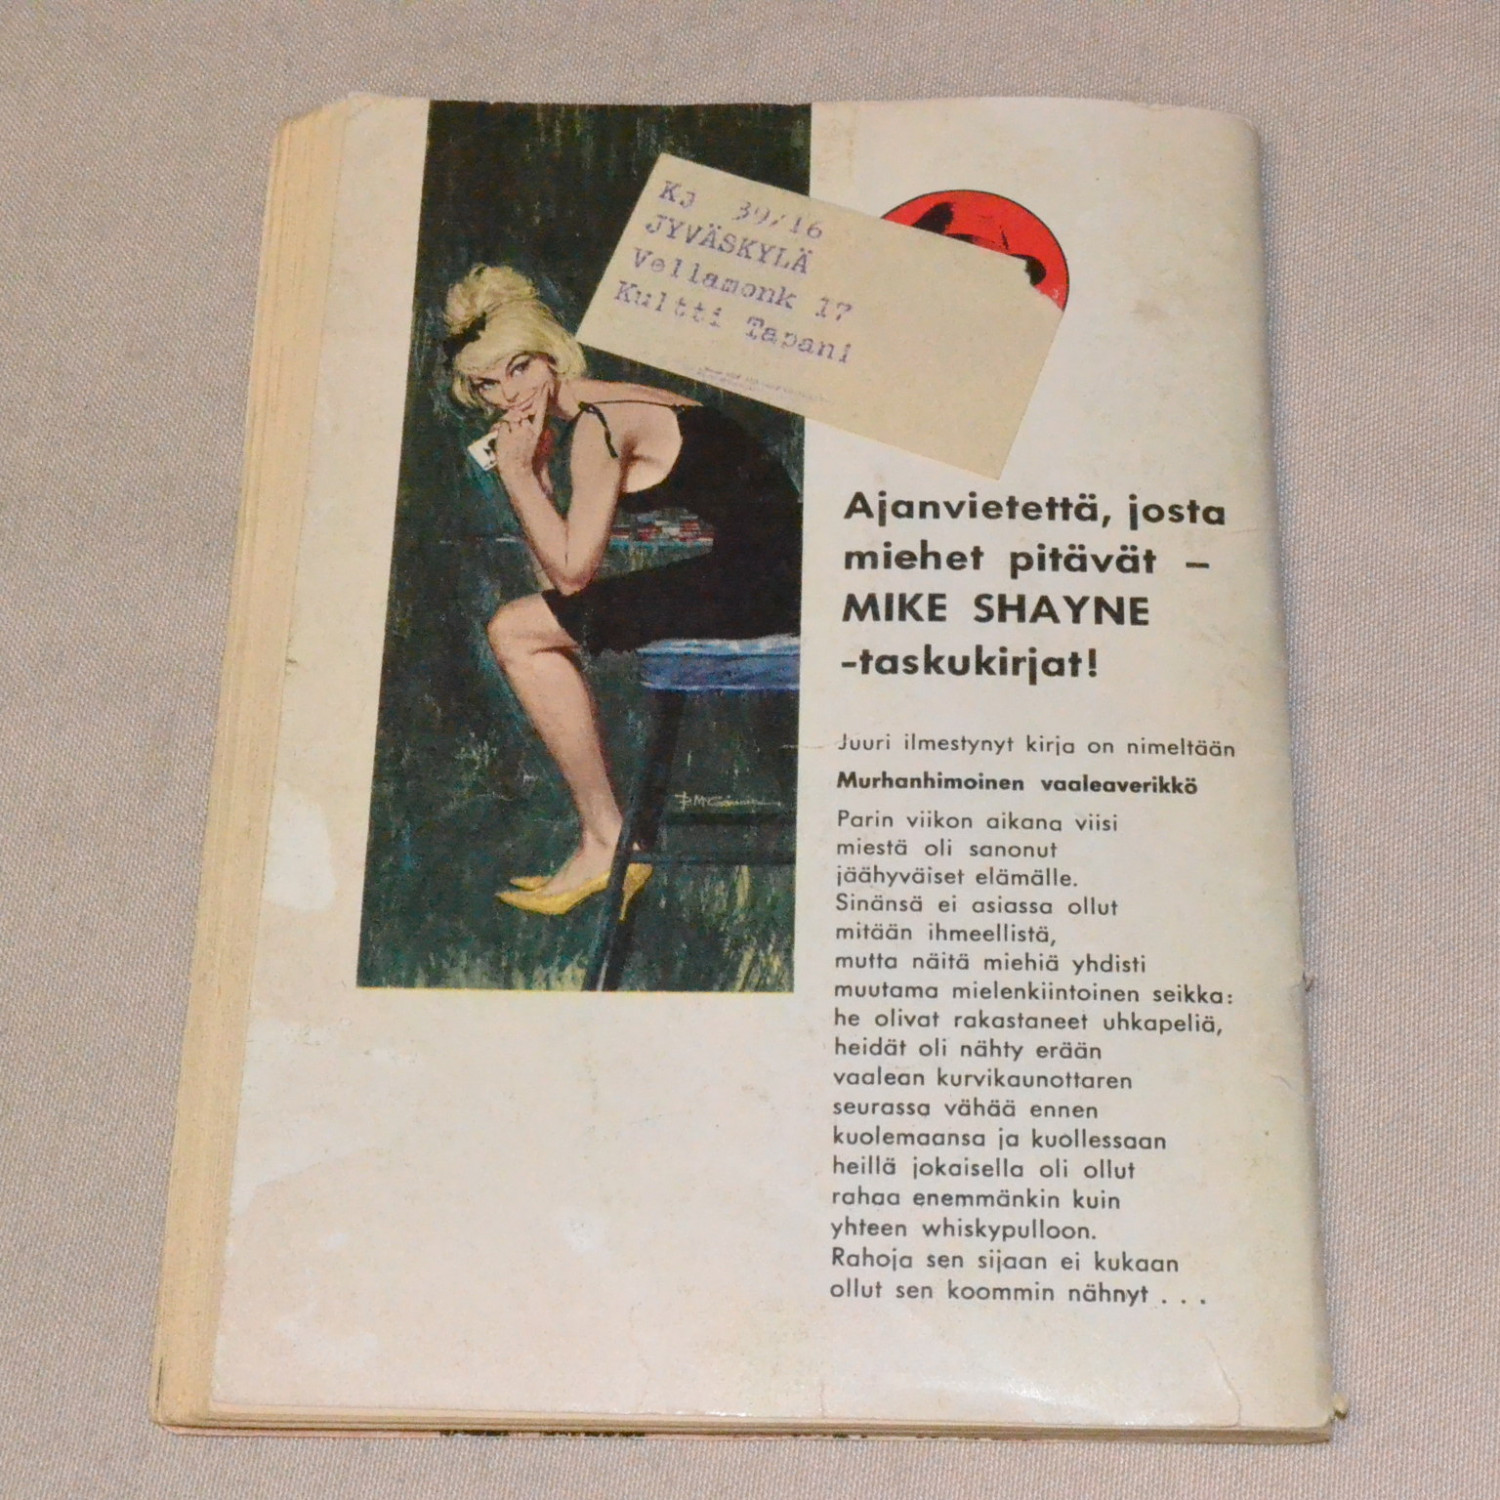 KJ 39/16
JYVÄSKYLÄ
Vellamonk 17
Kultti Tapani
Ajanvietettä, josta
miehet pitävät –
MIKE SHAYNE
-taskukirjat!
Juuri ilmestynyt kirja on nimeltään
Murhanhimoinen vaaleaverikkö
Parin viikon aikana viisi
miestä oli sanonut
jäähyväiset elämälle.
Sinänsä ei asiassa ollut
mitään ihmeellistä,
mutta näitä miehiä yhdisti
muutama mielenkiintoinen seikka:
he olivat rakastaneet uhkapeliä,
heidät oli nähty erään
vaalean kurvikaunottaren
seurassa vähää ennen
kuolemaansa ja kuollessaan
heillä jokaisella oli ollut
rahaa enemmänkin kuin
yhteen whiskypulloon.
Rahoja sen sijaan ei kukaan
ollut sen koommin nähnyt . . .